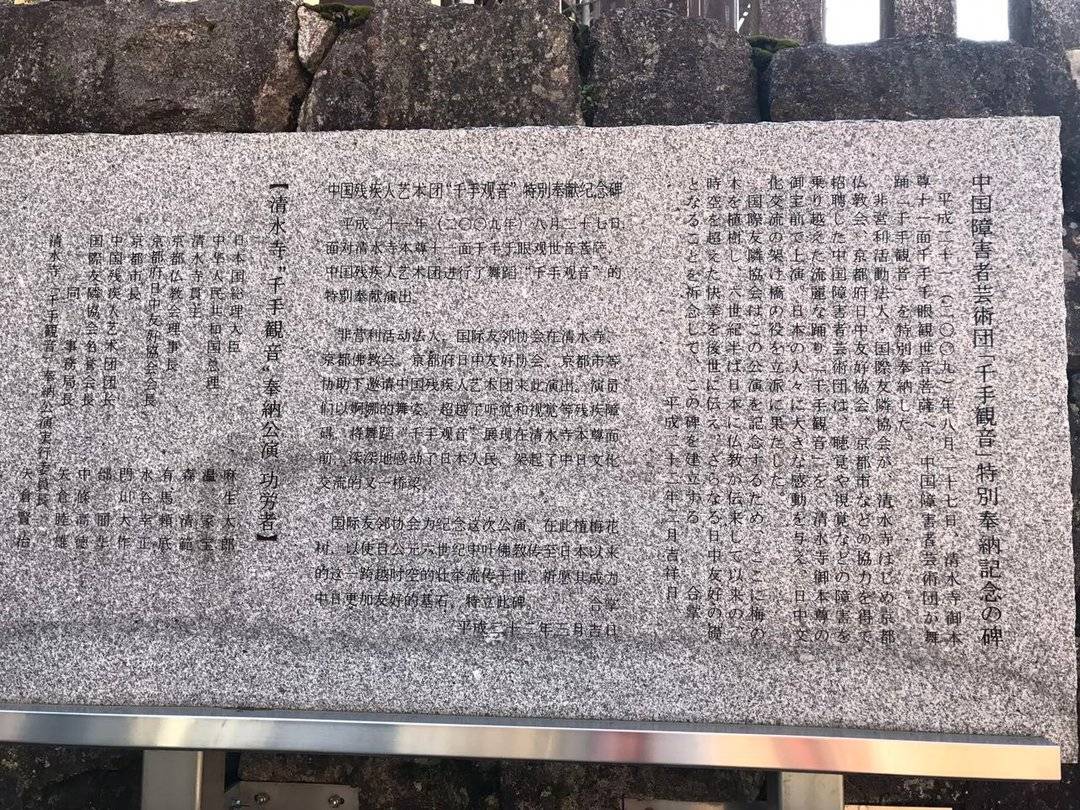 中国障害者芸術団「千手観音」特別奉納記念の碑
平成二十一（二〇〇九）年八月二十七日、清水寺御本
尊十一面千手千眼観世音菩薩へ、中国障害者芸術団が舞
踊「千手観音」を特別奉納した。
非営利活動法人・国際友隣協会が、清水寺はじめ京都
仏教会、京都府日中友好協会、京都市などの協力を得て
招聘した中国障害者芸術団は、聴覚や視覚などの障害を
乗り越えた流麗な踊り「千手観音」を、清水寺御本尊の
御宝前で上演。日本の人々に大きな感動を与え、日中文
化交流の架け橋の役を立派に果たした。
国際友隣協会はこの公演を記念するため、ここに梅の
木を植樹し、六世紀半ば日本に仏教が伝来して以来の、
時空を超えた快挙を後世に伝え、さらなる日中友好の礎
となることを祈念して、この碑を建立する。 合掌
平成二十二年二月吉祥日
中国残疾人艺术团“千手观音”特别奉献纪念碑
平成二十一年（二〇〇九年）八月二十七日，
面对清水寺本尊十一面千手千眼观世音菩萨，
中国残疾人艺术团进行了舞蹈“千手观音”的
特别奉献演出。
非营利活动法人，国际友邻协会在清水寺、
京都佛教会、京都府日中友好协会、京都市等
协助下邀请中国残疾人艺术团来此演出。演员
们以婀娜的舞姿，超越了听觉和视觉等残疾障
碍，将舞蹈“千手观音”展现在清水寺本尊面
前，深深地感动了日本人民，架起了中日文化
交流的又一桥梁。
国际友邻协会为纪念这次公演，在此植梅花
树，以使自公元六世纪中叶佛教传至日本以来
的这一跨越时空的壮举流传于世，祈愿其成为
中日更加友好的基石，特立此碑。 合掌
平成二十二年二月吉日
【清水寺“千手観音”奉納公演 功労者】
日本国総理大臣 麻生太郎
中华人民共和国总理 温家宝
清水寺貫主 森清範
京都仏教会理事長 有馬頼底
京都府日中友好協会会長 水谷幸正
京都市長 門川大作
中国残疾人艺术团团长 邰丽华
国際友隣協会名誉会長 中條高徳
同 事務局長 矢倉睦雄
清水寺「千手観音」奉納公演実行委員長 矢倉賢治